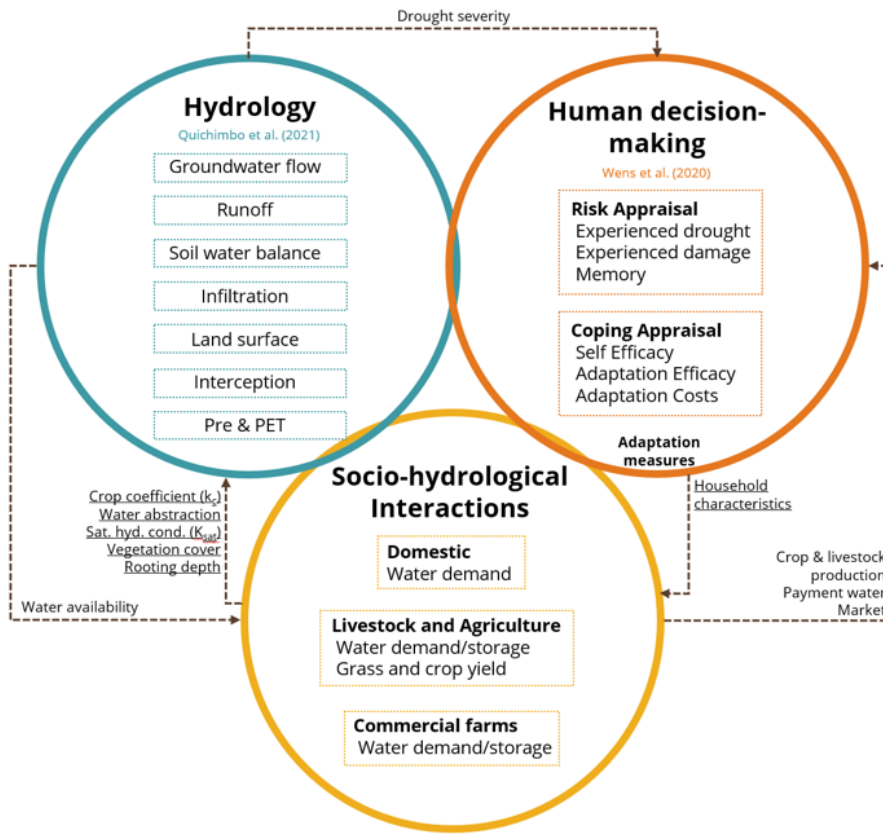 Drought severity
Hydrology
Quichimbo et al. (2021)
Groundwater flow
Runoff
Soil water balance
Infiltration
Land surface
Interception
Pre & PET
Human decision-
making
Wens et al. (2020)
Risk Appraisal
Experienced drought
Experienced damage
Memory
Coping Appraisal
Self Efficacy
Adaptation Efficacy
Adaptation Costs
Adaptation
measures
Household
characteristics
Crop coefficient (ks)
Water abstraction
Sat. hyd. cond. (Ksat)
Vegetation cover
Rooting depth
Water availability
Socio-hydrological
Interactions
Domestic
Water demand
Livestock and Agriculture
Water demand/storage
Grass and crop yield
Commercial farms
Water demand/storage
Crop & livestock
production
Payment water
Market